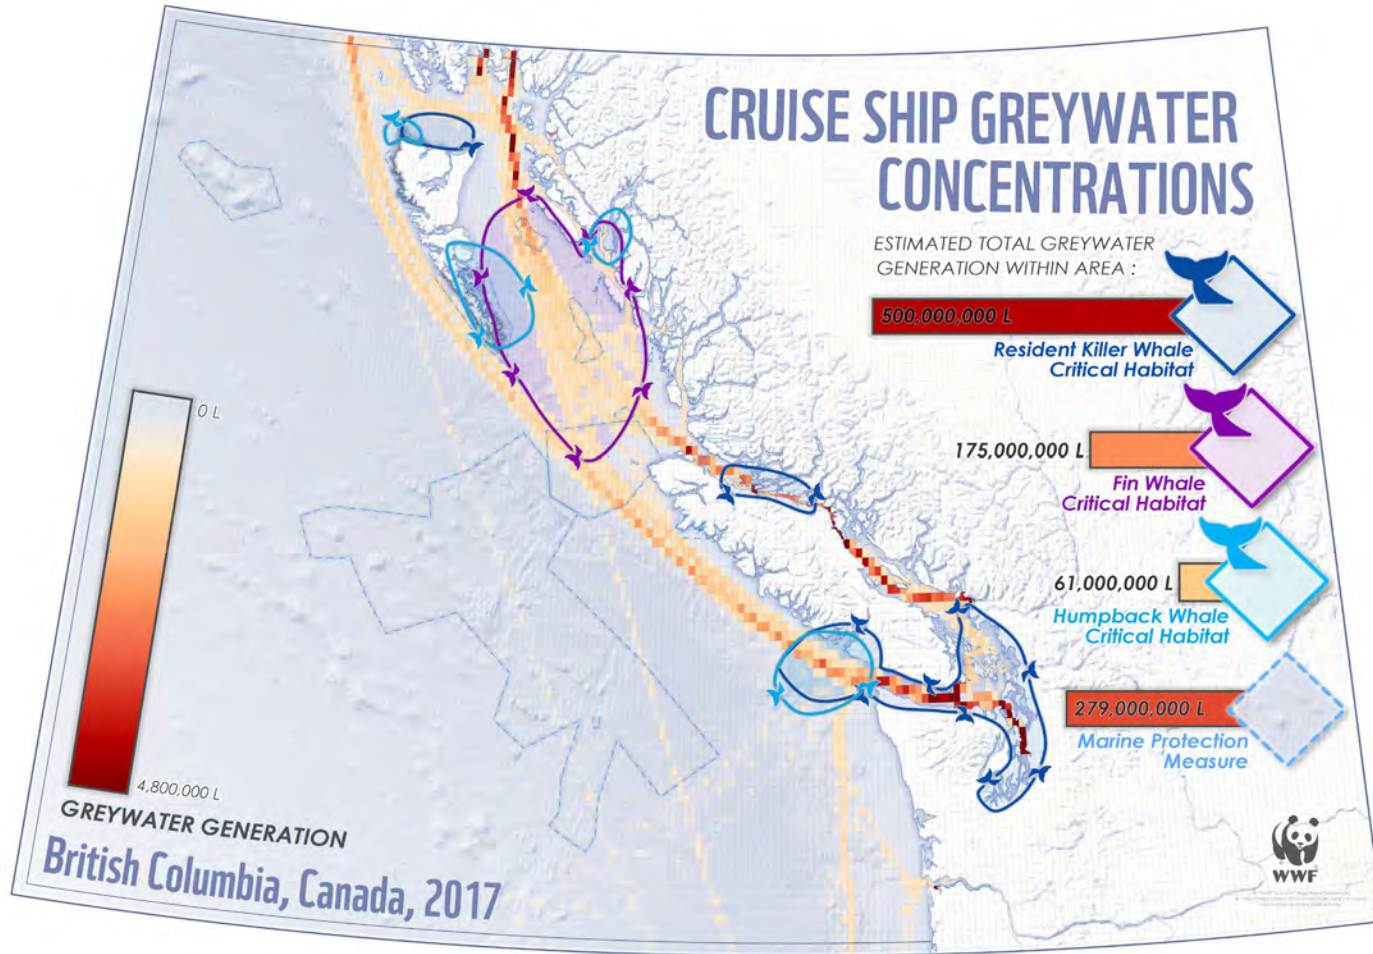 CRUISE SHIP GREYWATER
CONCENTRATIONS
ESTIMATED TOTAL GREYWATER
GENERATION WITHIN AREA :
500,000,000 L
Resident Killer Whale
Critical Habitat
175,000,000 L
Fin Whale
Critical Habitat
61,000,000 L
Humpback Whale
Critical Habitat
279,000,000 L
Marine Protection
Measure
0 L
4,800,000 L
GREYWATER GENERATION
British Columbia, Canada, 2017
WWF